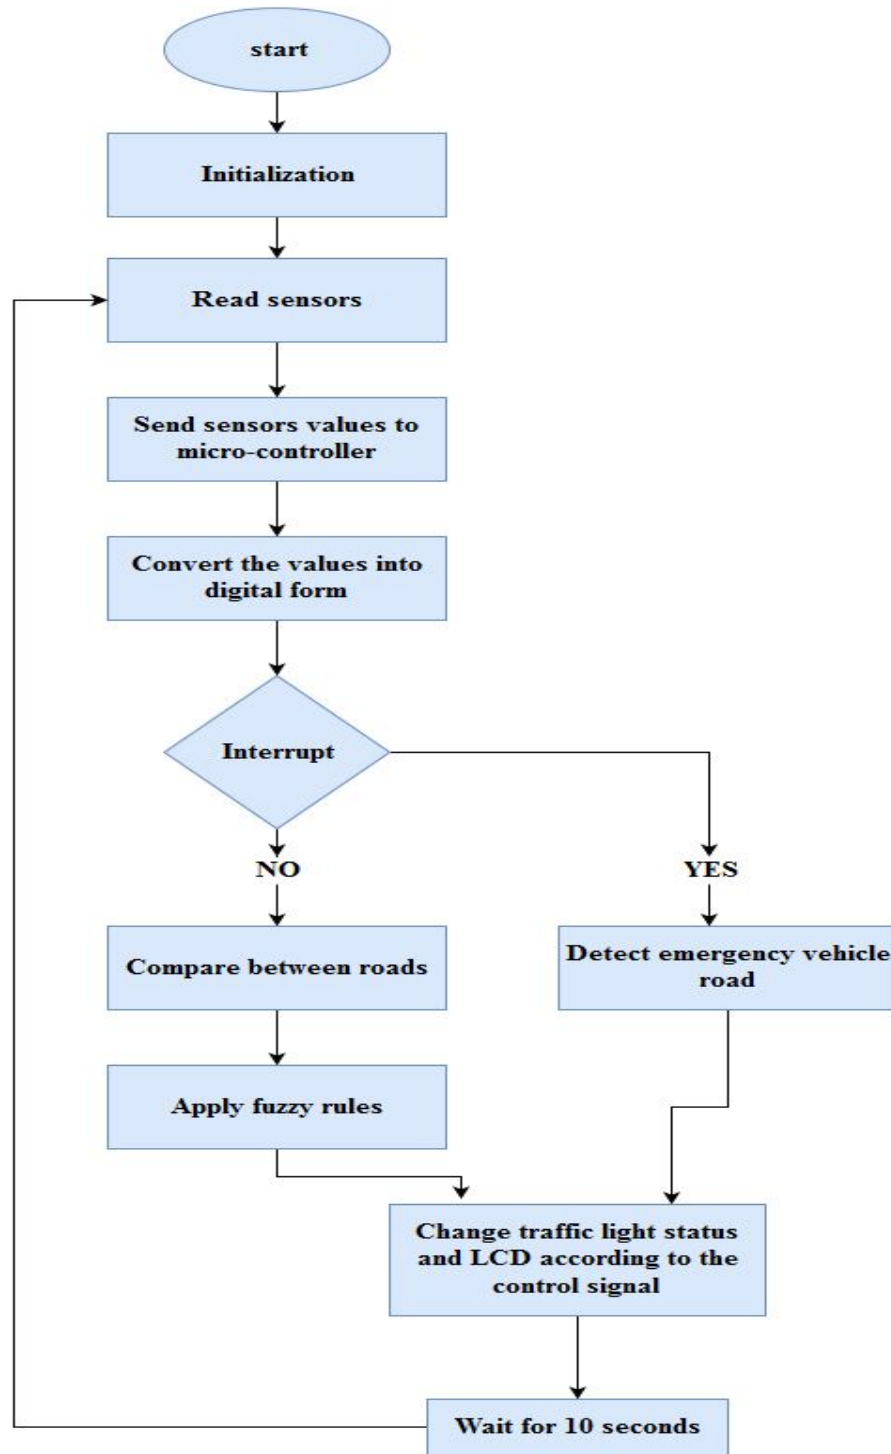 start
Initialization
Read sensors
Send sensors values to
micro-controller
Convert the values into
digital form
Interrupt
NO
YES
Compare between roads
Detect emergency vehicle
road
Apply fuzzy rules
Change traffic light status
and LCD according to the
control signal
Wait for 10 seconds